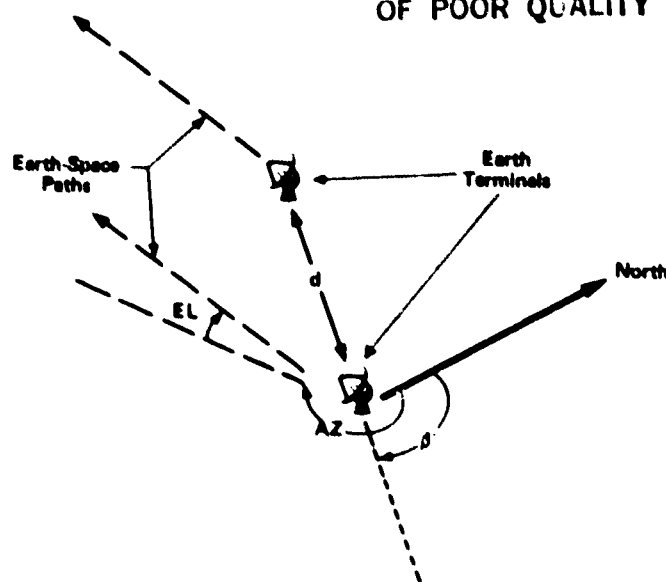 OF POOR QUALITY
Earth-Space
Paths
Earth
Terminals
North
d
EL
AZ
β